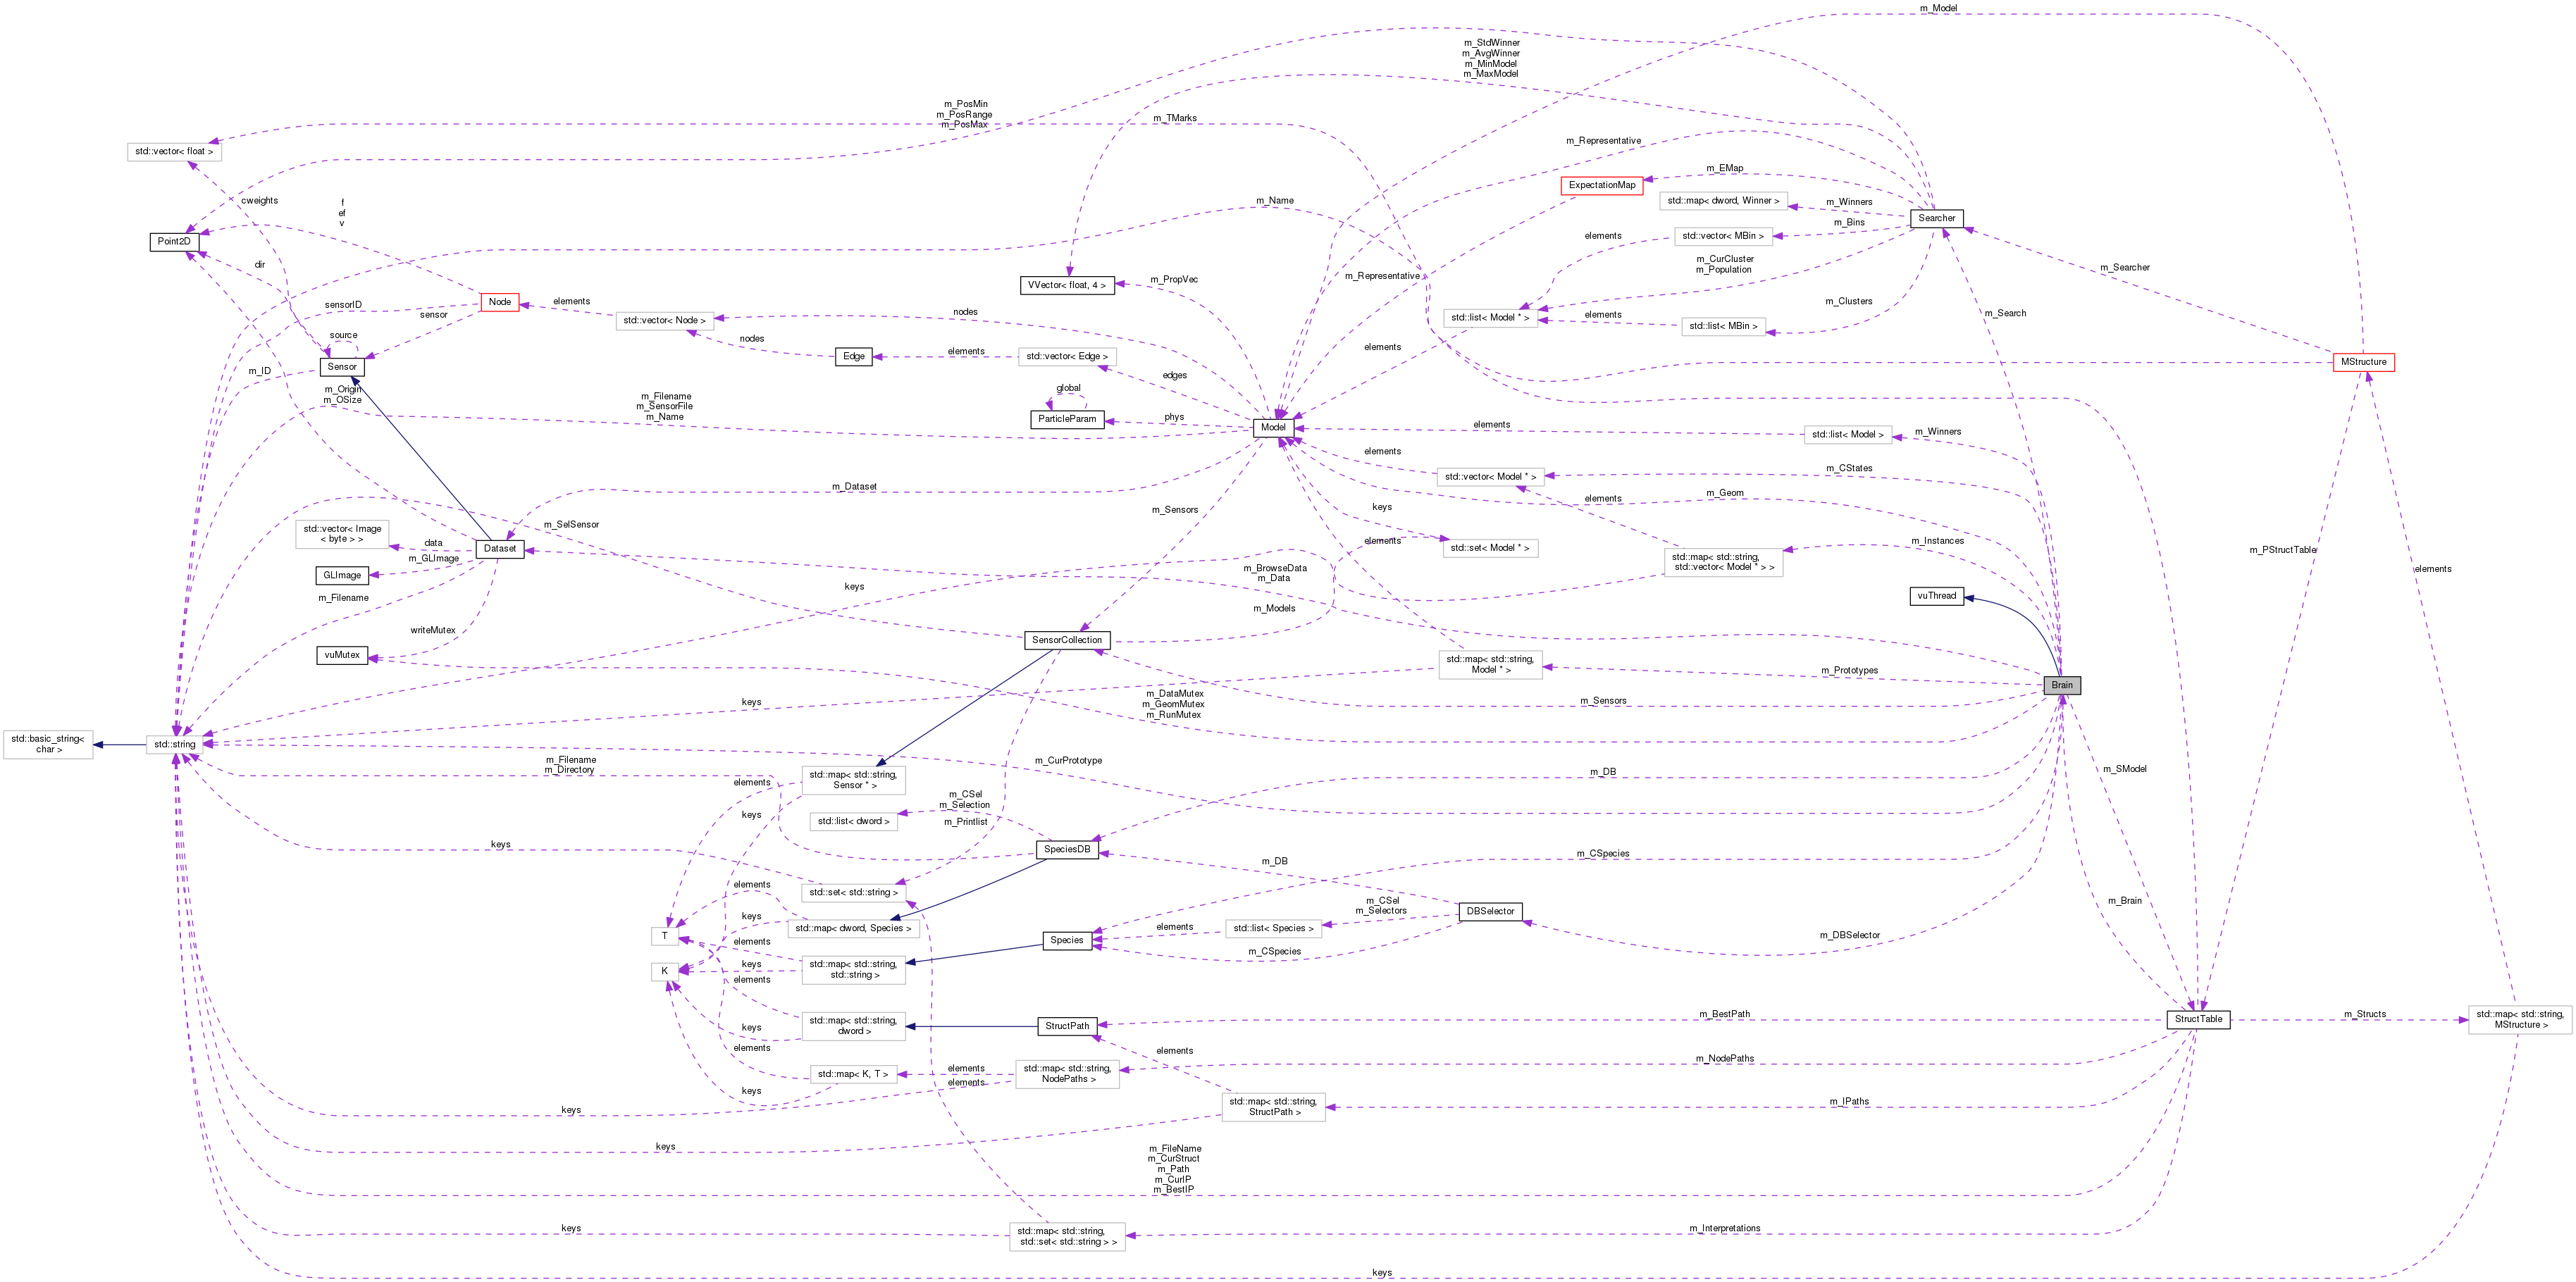 m_Model
m_StdWinner
m_AvgWinner
m_MinModel
m_MaxModel
m_PosMin
m_PosRange
m_PosMax
m_TMarks
std::vector< float >
m_Representative
m_EMap
ExpectationMap
std::map< dword, Winner >
m_Winners
Searcher
cweights
f
ef
v
m_Name
m_Bins
Point2D
elements
std::vector< MBin >
dir
m_CurCluster
m_Population
m_Searcher
m_Representative
m_PropVec
VVector< float, 4 >
sensorID
Node
elements
m_Clusters
nodes
m_Search
sensor
std::vector< Node >
std::list< Model * >
elements
std::list< MBin >
source
nodes
Edge
elements
std::vector< Edge >
elements
Sensor
MStructure
m_ID
edges
m_Origin
m_OSize
global
m_Filename
m_SensorFile
m_Name
ParticleParam
phys
Model
elements
std::list< Model >
m_Winners
elements
std::vector< Model * >
m_CStates
m_Dataset
m_Geom
elements
m_Sensors
keys
m_SelSensor
std::vector< Image
< byte > >
data
Dataset
m_GLImage
GLImage
elements
std::set< Model * >
m_Instances
std::map< std::string,
std::vector< Model * > >
m_PStructTable
elements
m_BrowseData
m_Data
keys
m_Filename
m_Models
vuThread
writeMutex
SensorCollection
vuMutex
std::map< std::string,
Model * >
m_Prototypes
Brain
m_DataMutex
m_GeomMutex
m_RunMutex
keys
m_Sensors
std::basic_string<
char >
std::string
m_Filename
m_Directory
m_CurPrototype
m_DB
m_SModel
elements
std::map< std::string,
Sensor * >
m_CSel
m_Selection
keys
std::list< dword >
m_Printlist
keys
SpeciesDB
m_DB
m_CSpecies
elements
std::set< std::string >
m_CSel
m_Selectors
DBSelector
m_Brain
keys
std::map< dword, Species >
elements
std::list< Species >
T
elements
Species
m_CSpecies
m_DBSelector
K
keys
std::map< std::string,
std::string >
elements
std::map< std::string,
dword >
keys
StructPath
m_BestPath
StructTable
m_Structs
std::map< std::string,
MStructure >
elements
elements
m_NodePaths
std::map< K, T >
elements
elements
std::map< std::string,
NodePaths >
keys
keys
std::map< std::string,
StructPath >
m_IPaths
keys
m_FileName
m_CurStruct
m_Path
m_CurIP
m_BestIP
keys
std::map< std::string,
std::set< std::string > >
m_Interpretations
keys